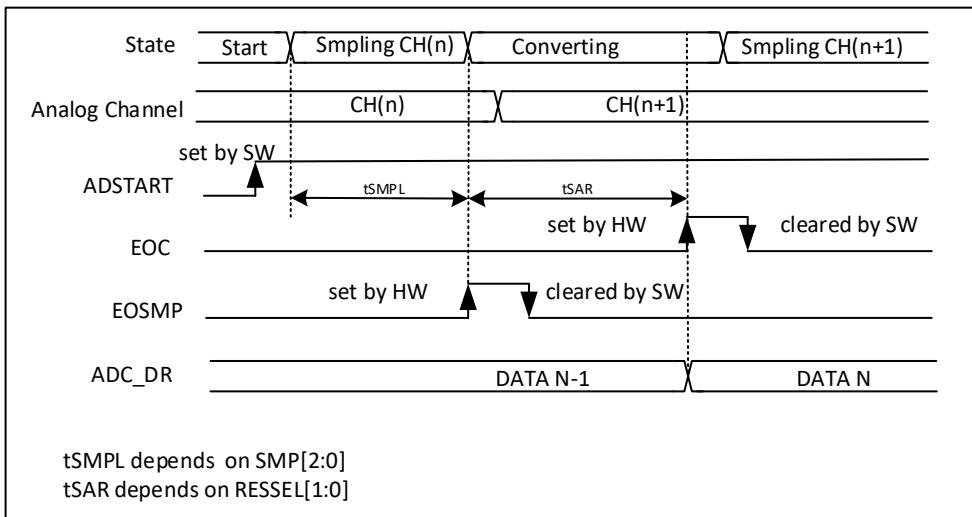 State Start Smpling CH(n) Converting Smpling CH(n+1)
Analog Channel CH(n) CH(n+1)
set by SW
ADSTART
tSMPL tSAR
set by HW cleared by SW
EOC
set by HW cleared by SW
EOSMP
ADC_DR DATA N-1 DATA N
tSMPL depends on SMP[2:0]
tSAR depends on RESSEL[1:0]